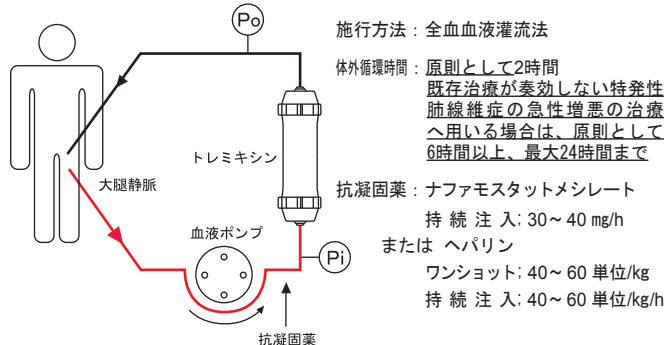 Po
施行方法：全血血液灌流法
体外循環時間：原則として2時間
既存治療が奏効しない特発性
肺線維症の急性増悪の治療
へ用いる場合は、原則として
6時間以上、最大24時間まで
トレミキシン
大腿静脈
抗凝固薬：ナファモスタットメシレート
持続注入; 30～40 mg/h
または ヘパリン
ワンショット; 40～60 単位/kg
持続注入; 40～60 単位/kg/h
血液ポンプ
Pi
抗凝固薬